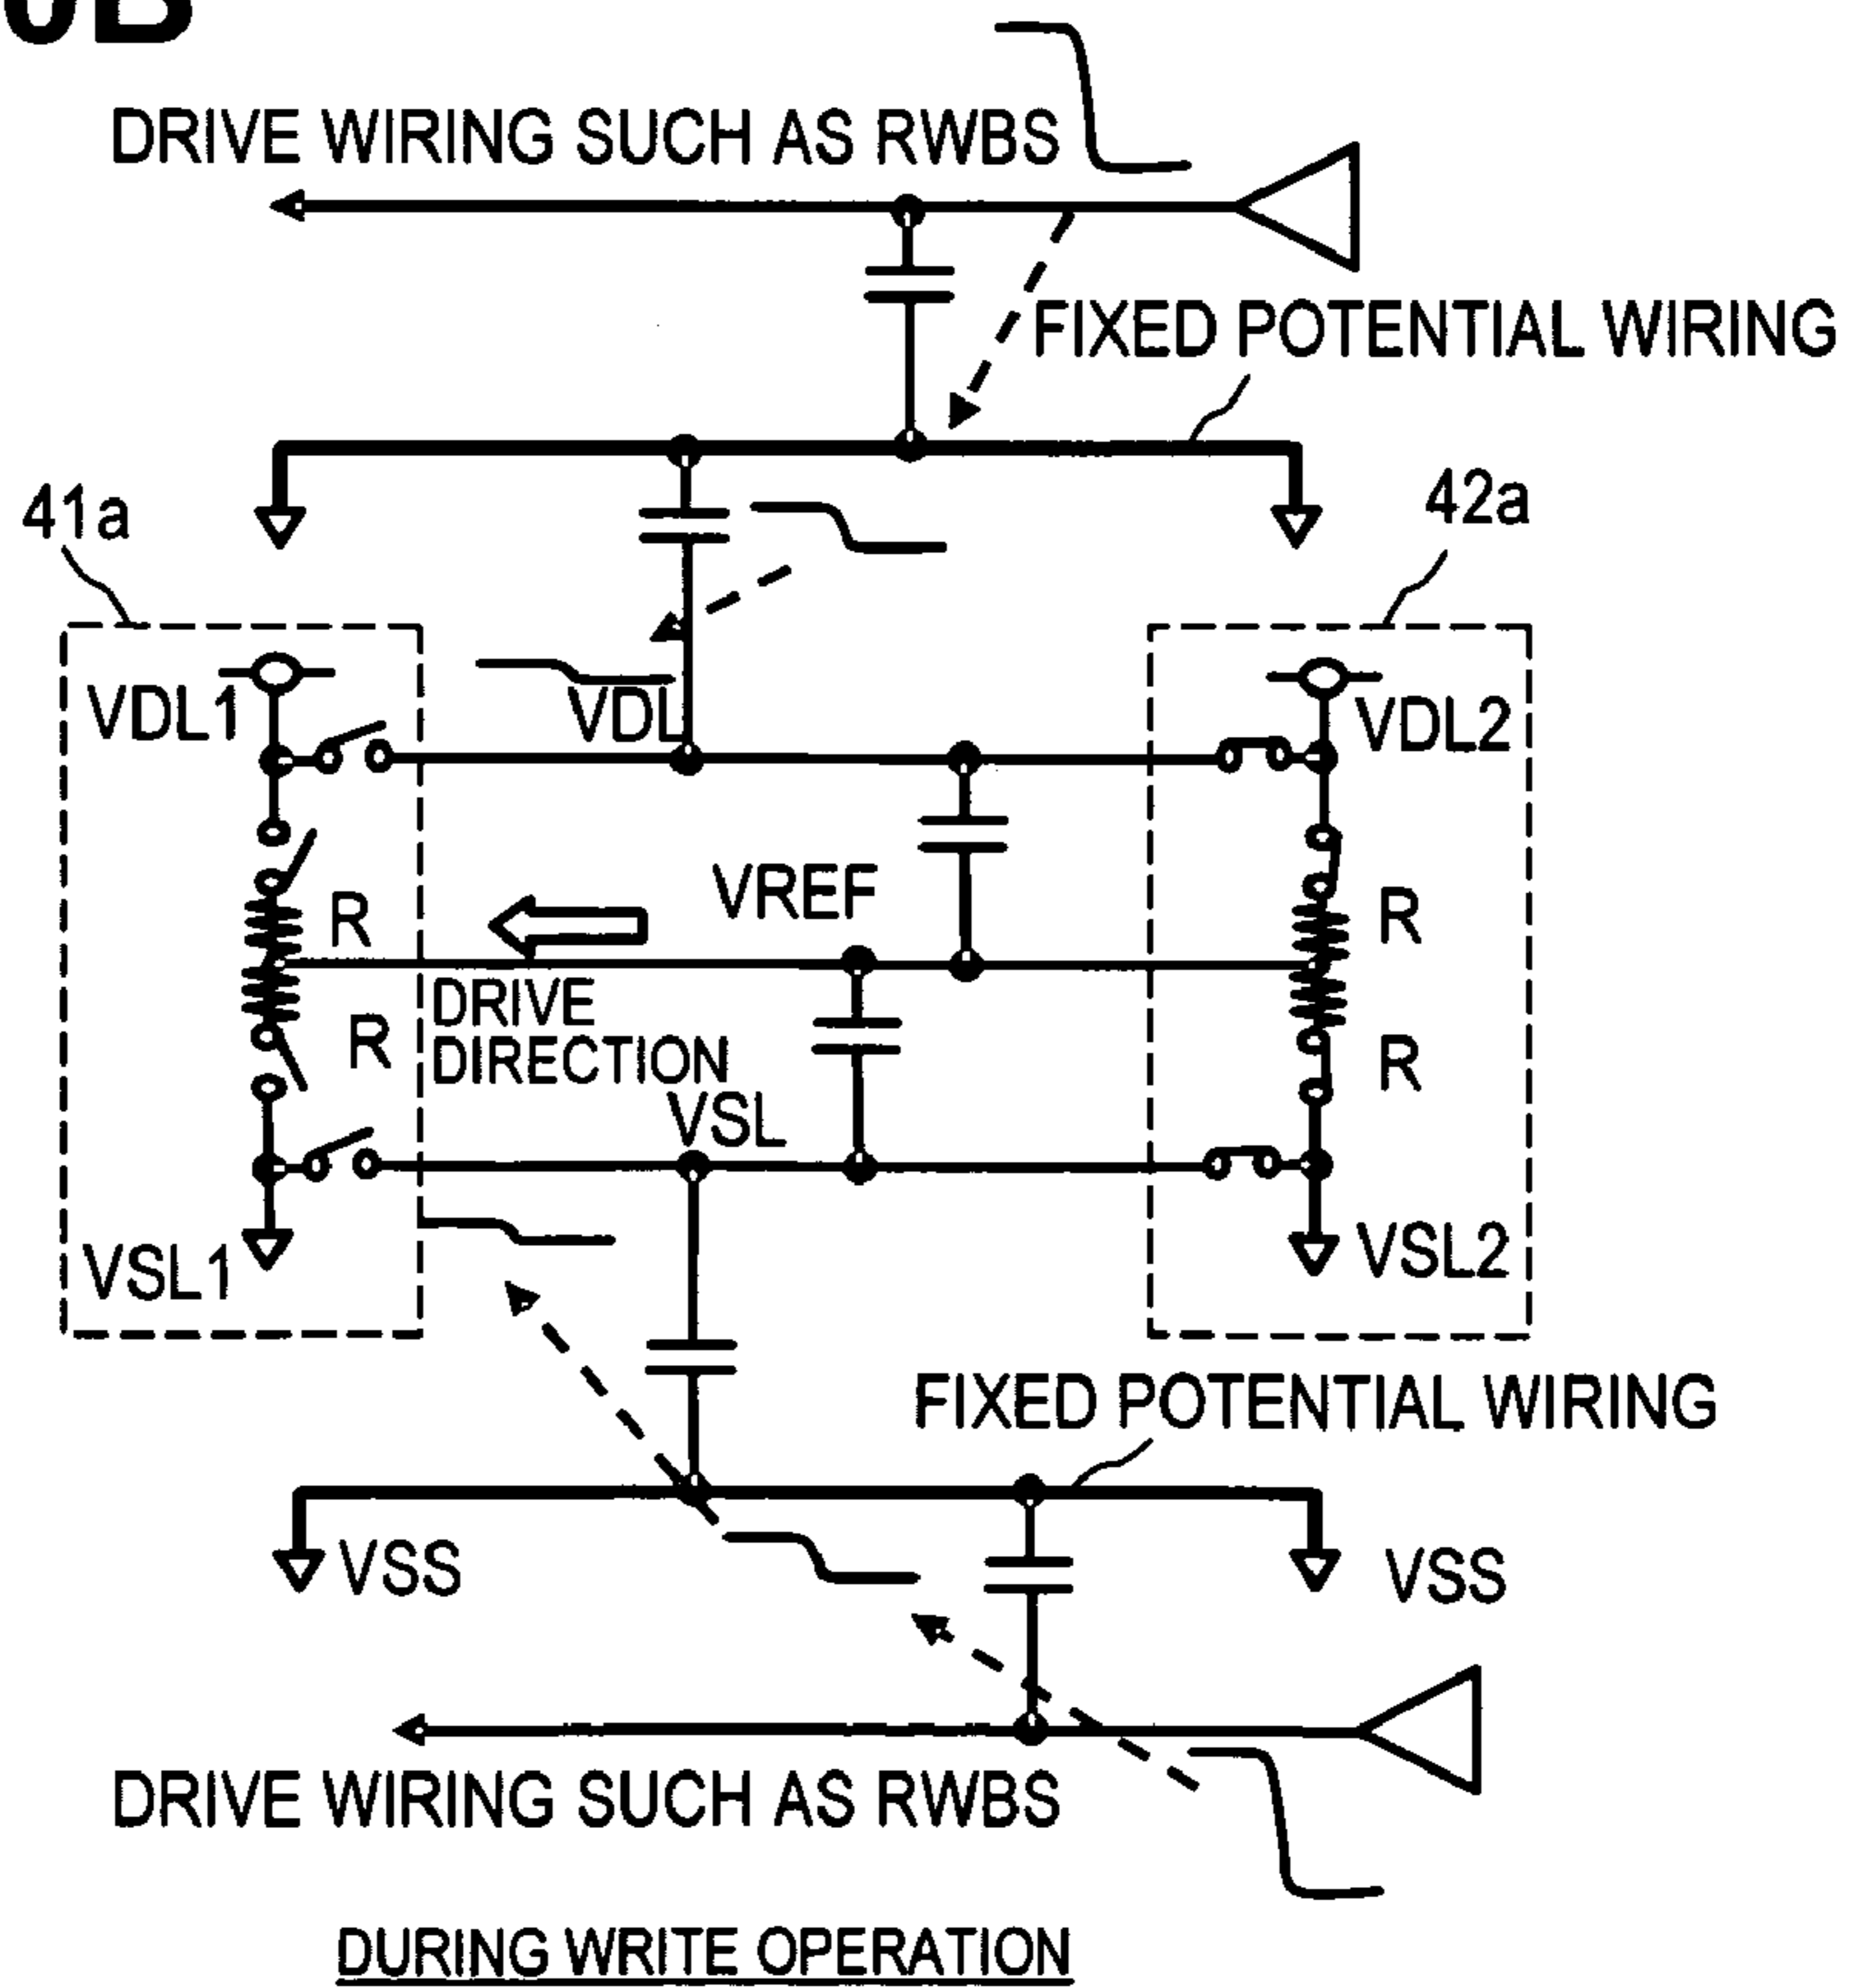 DRIVE WIRING SUCH AS RWBS
FIXED POTENTIAL WIRING
41a
42a
VDL1
VDL
VDL2
VREF
R
R
DRIVE
DIRECTION
R
R
VSL
VSL1
VSL2
FIXED POTENTIAL WIRING
VSS
VSS
DRIVE WIRING SUCH AS RWBS
DURING WRITE OPERATION